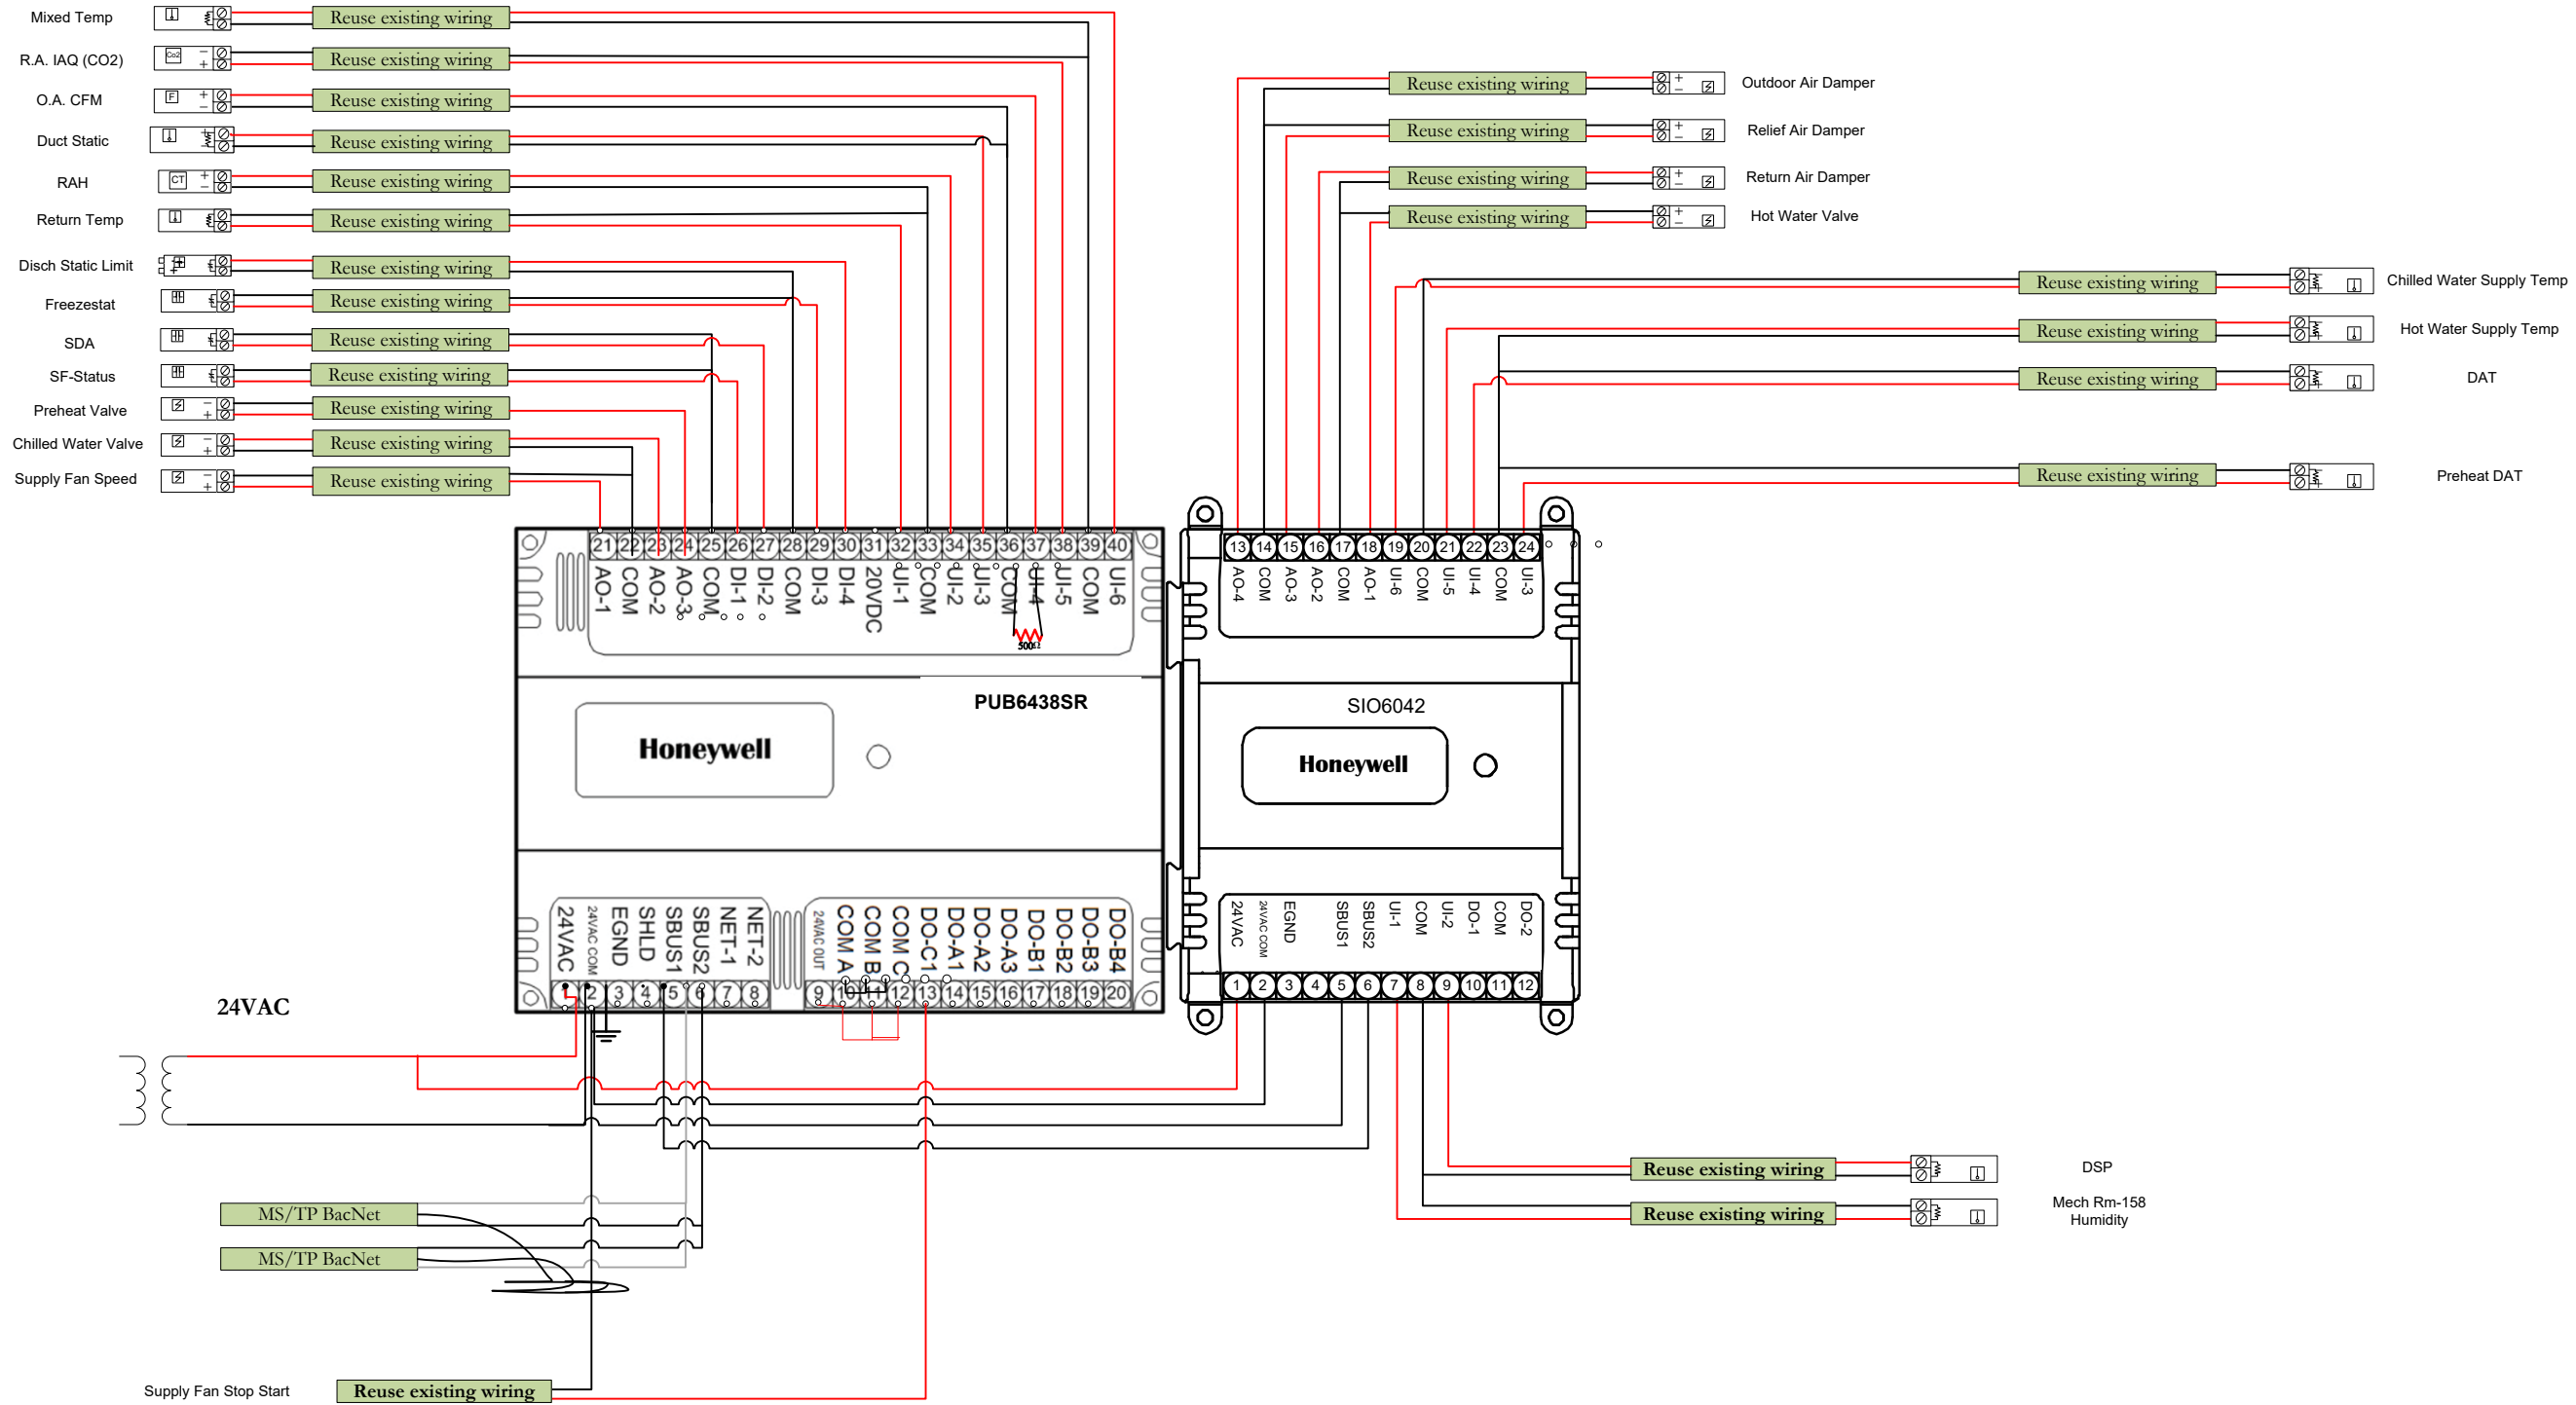 Mixed Temp
Reuse existing wiring
R.A. IAQ (CO2)
Co2
− +
Reuse existing wiring
O.A. CFM
F
+ −
Reuse existing wiring
Duct Static
+
Reuse existing wiring
RAH
CT
+ −
Reuse existing wiring
Return Temp
Reuse existing wiring
Disch Static Limit
Reuse existing wiring
Freezestat
Reuse existing wiring
SDA
Reuse existing wiring
SF-Status
Reuse existing wiring
Preheat Valve
− +
Reuse existing wiring
Chilled Water Valve
− +
Reuse existing wiring
Supply Fan Speed
− +
Reuse existing wiring
Reuse existing wiring
+ −
Outdoor Air Damper
Reuse existing wiring
+ −
Relief Air Damper
Reuse existing wiring
+ −
Return Air Damper
Reuse existing wiring
+ −
Hot Water Valve
Reuse existing wiring
Chilled Water Supply Temp
Reuse existing wiring
Hot Water Supply Temp
Reuse existing wiring
DAT
Reuse existing wiring
Preheat DAT
21 22 23 24 25 26 27 28 29 30 31 32 33 34 35 36 37 38 39 40
AO-1
COM
AO-2
AO-3
COM
DI-1
DI-2
COM
DI-3
DI-4
20VDC
UI-1
COM
UI-2
UI-3
COM
UI-4
UI-5
COM
UI-6
500Ω
PUB6438SR
Honeywell
24VAC
24VAC COM
EGND
SHLD
SBUS1
SBUS2
NET-1
NET-2
24VAC OUT
COM A
COM B
COM C
DO-C1
DO-A1
DO-A2
DO-A3
DO-B1
DO-B2
DO-B3
DO-B4
2 3 4 5 6 7 8 9 10 11 12 13 14 15 16 17 18 19 20
13 14 15 16 17 18 19 20 21 22 23 24
AO-4
COM
AO-3
AO-2
COM
AO-1
UI-6
COM
UI-5
UI-4
COM
UI-3
SIO6042
Honeywell
24VAC
24VAC COM
EGND
SBUS1
SBUS2
UI-1
COM
UI-2
DO-1
COM
DO-2
1 2 3 4 5 6 7 8 9 10 11 12
24VAC
Reuse existing wiring
DSP
Reuse existing wiring
Mech Rm-158
Humidity
MS/TP BacNet
MS/TP BacNet
Supply Fan Stop Start
Reuse existing wiring